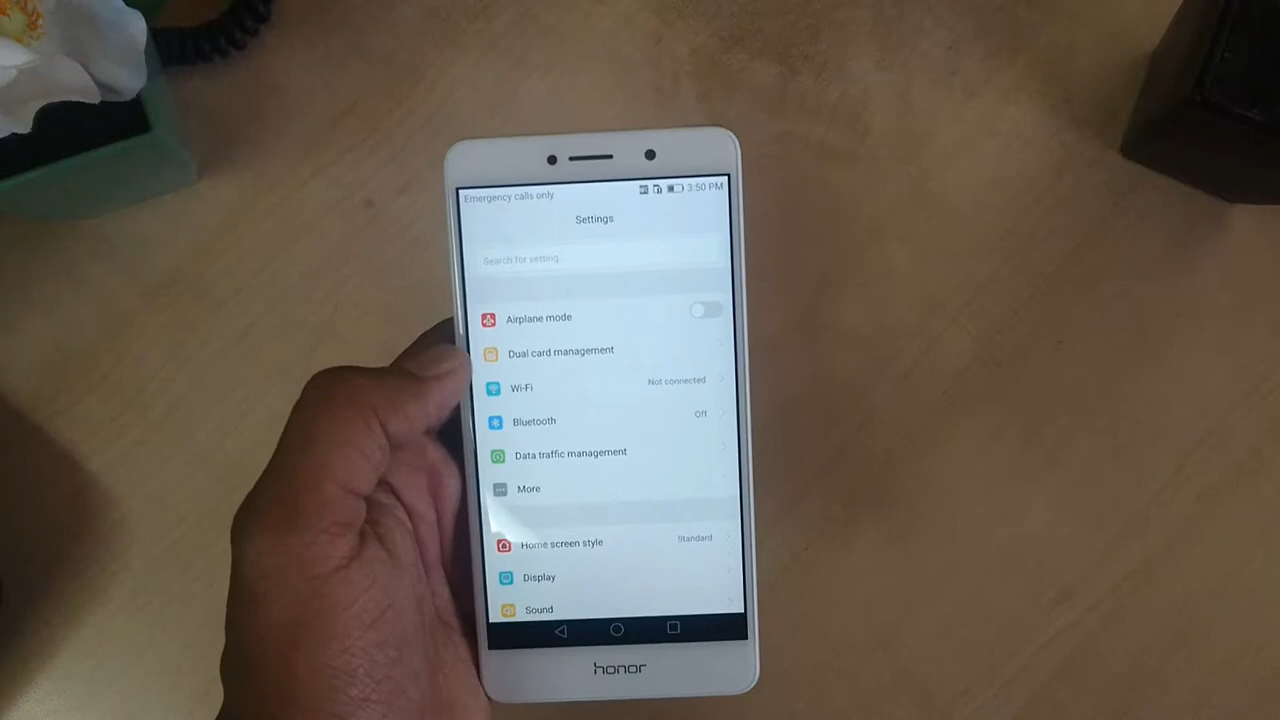 Emergency calls only 3:50 PM
Settings
Search for setting...
Airplane mode
Dual card management
Wi-Fi Not connected
Bluetooth Off
Data traffic management
More
Home screen style Standard
Display
Sound
honor